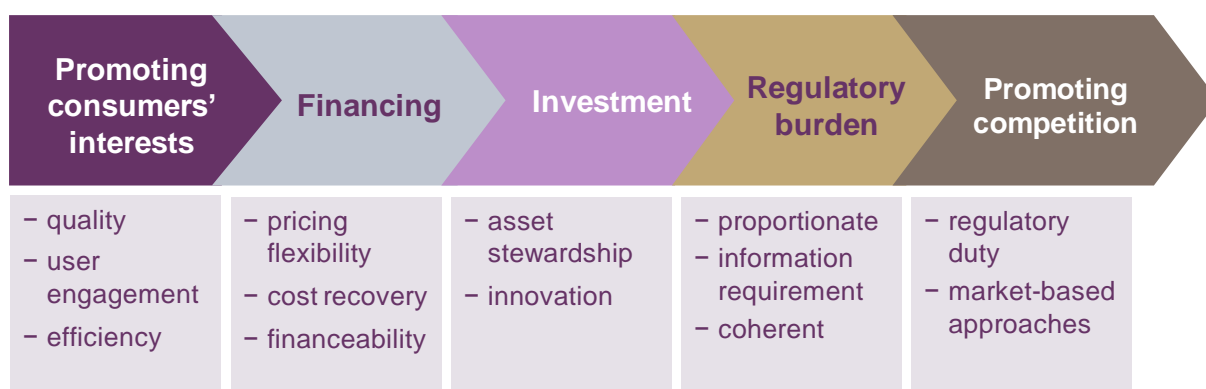 Promoting
consumers'
interests
Financing
Investment
Regulatory
burden
Promoting
competition
− quality
− user
engagement
− efficiency
− pricing
flexibility
− cost recovery
− financeability
− asset
stewardship
− innovation
− proportionate
− information
requirement
− coherent
− regulatory
duty
− market-based
approaches